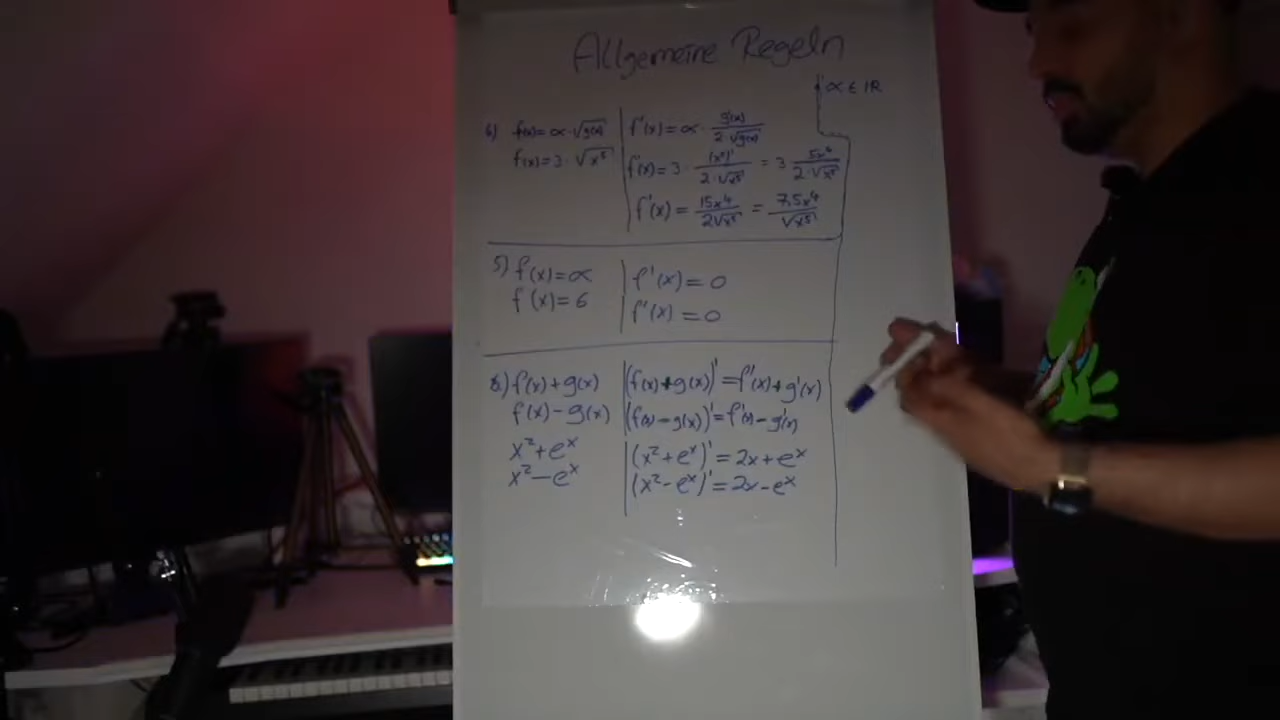 Allgemeine Regeln
α ∈ ℝ
6) f(x) = α · √g(x) | f'(x) = α · g'(x) / (2 · √g(x))
f(x) = 3 · √x⁵ | f'(x) = 3 · (x⁵)' / (2 · √x⁵) = 3 · 5x⁴ / (2 · √x⁵)
f'(x) = 15x⁴ / (2√x⁵) = 7,5x⁴ / √x⁵
5) f(x) = α | f'(x) = 0
f(x) = 6 | f'(x) = 0
f(x) + g(x) | (f(x) + g(x))' = f'(x) + g'(x)
f(x) - g(x) | (f(x) - g(x))' = f'(x) - g'(x)
x² + eˣ | (x² + eˣ)' = 2x + eˣ
x² - eˣ | (x² - eˣ)' = 2x - eˣ